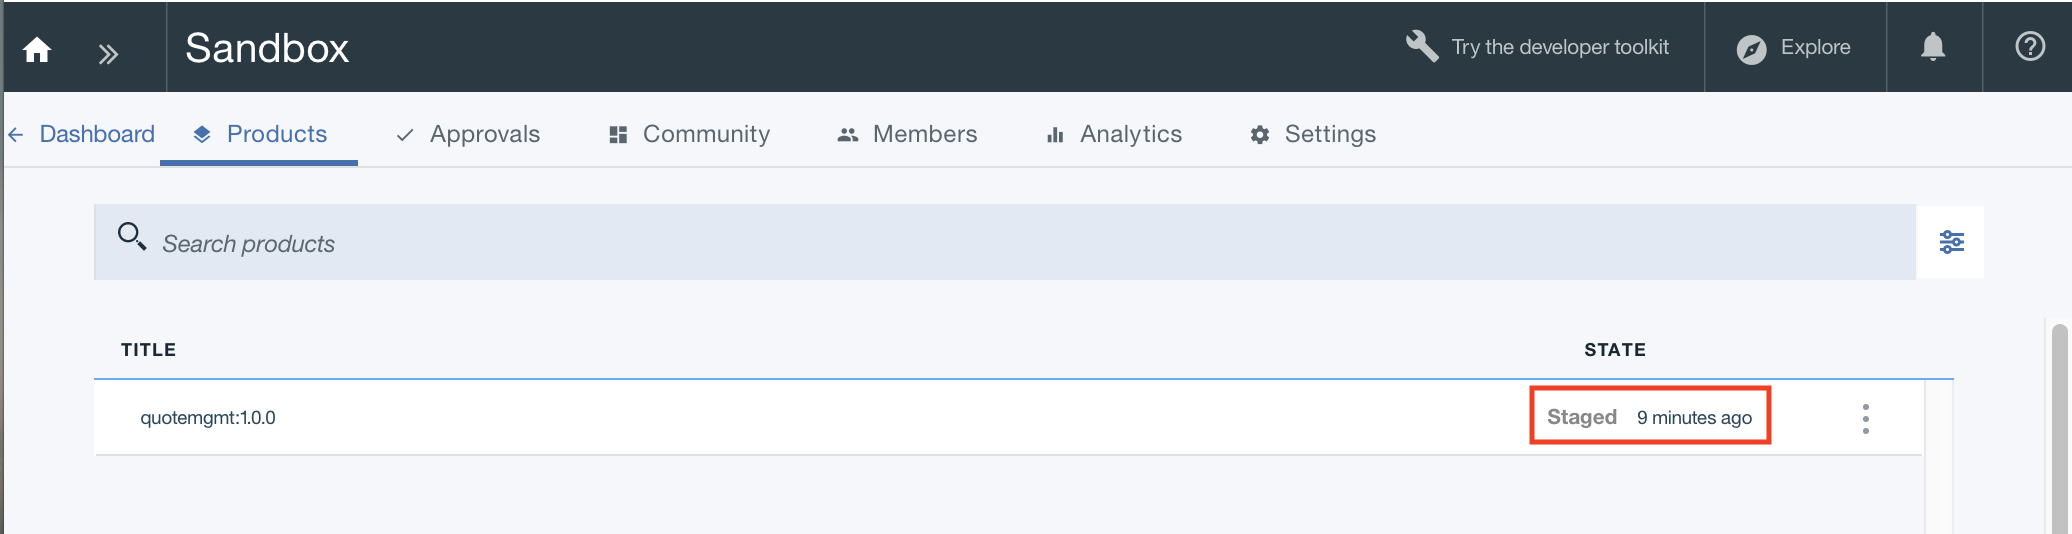 Sandbox
Try the developer toolkit
Explore
Dashboard
Products
Approvals
Community
Members
Analytics
Settings
Search products
TITLE
STATE
quotemgmt:1.0.0
Staged 9 minutes ago